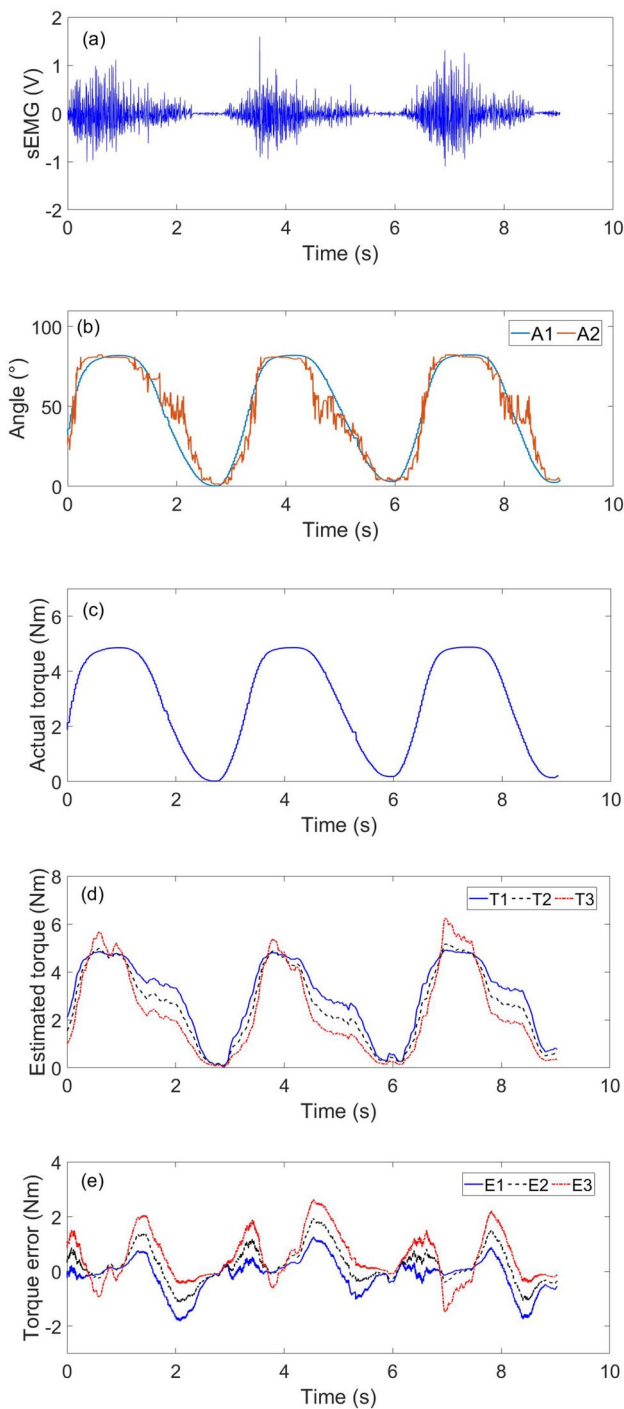 (a)
sEMG (V)
2
1
0
-1
-2
0 2 4 6 8 10
Time (s)
(b)
A1 A2
Angle (°)
100
50
0
0 2 4 6 8 10
Time (s)
(c)
Actual torque (Nm)
6
4
2
0
0 2 4 6 8 10
Time (s)
(d)
T1 T2 T3
Estimated torque (Nm)
8
6
4
2
0
0 2 4 6 8 10
Time (s)
(e)
E1 E2 E3
Torque error (Nm)
4
2
0
-2
0 2 4 6 8 10
Time (s)